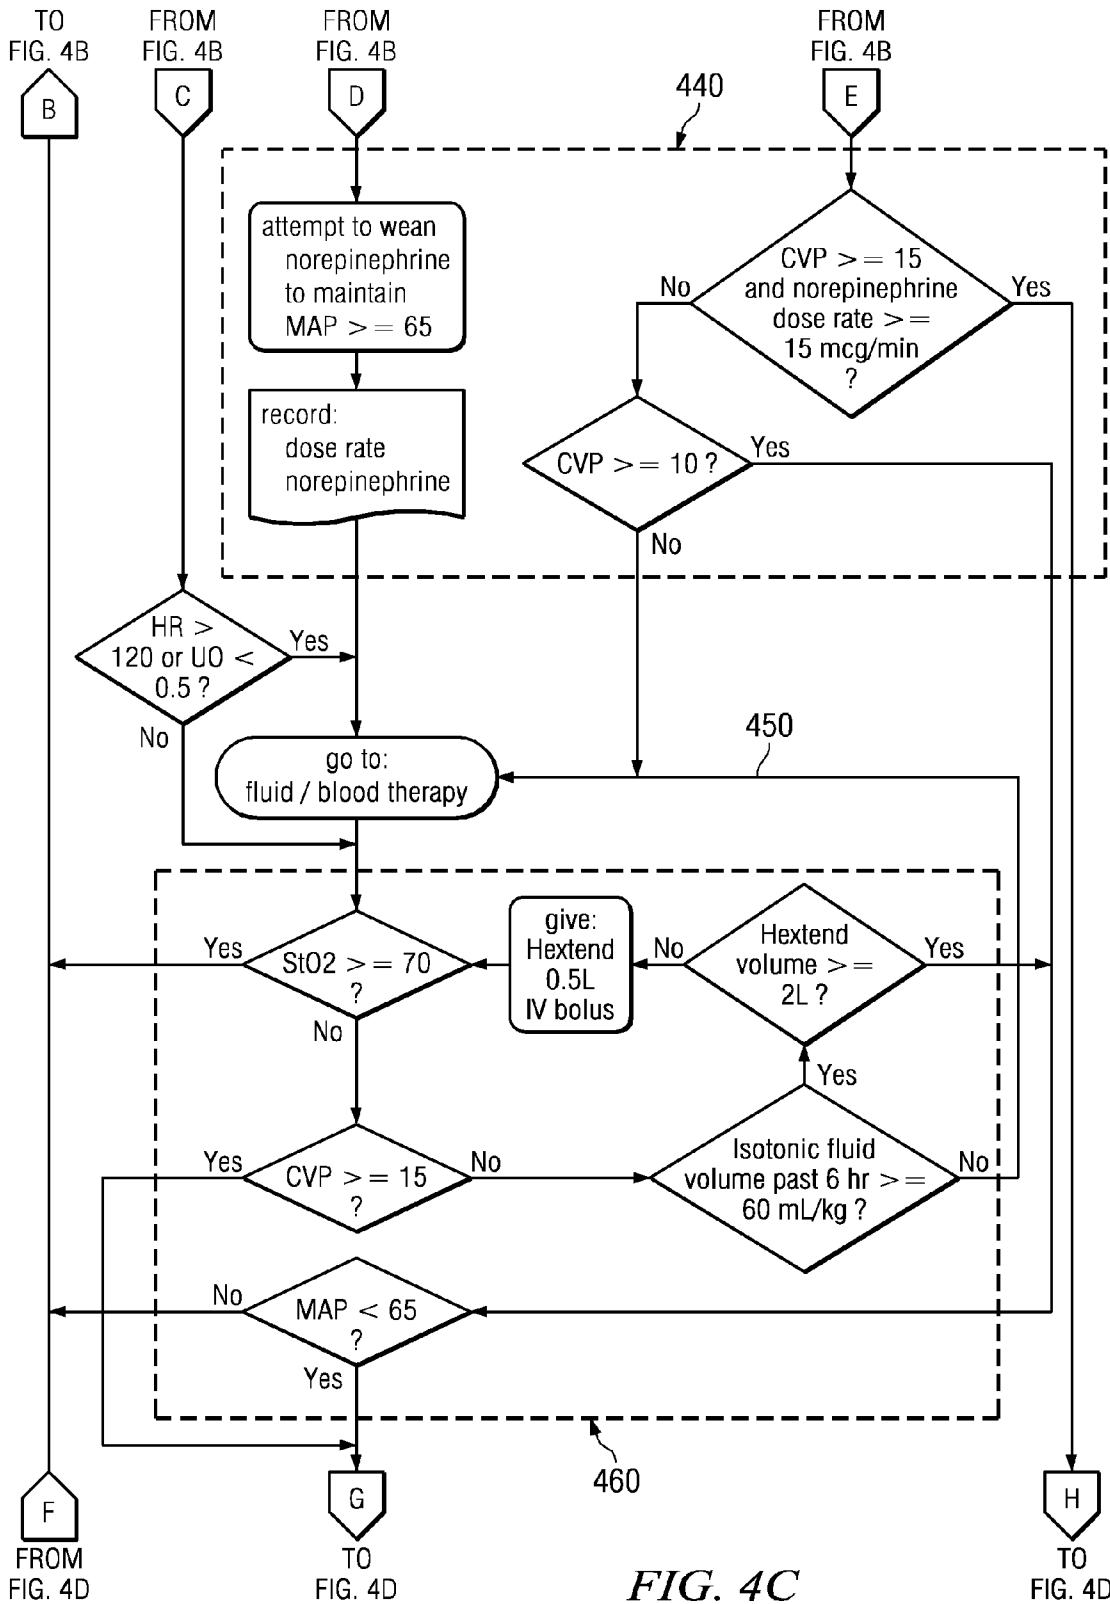 TO
FIG. 4B
FROM
FIG. 4B
FROM
FIG. 4B
FROM
FIG. 4B
B
C
D
E
440
attempt to wean
norepinephrine
to maintain
MAP >= 65
CVP >= 15
and norepinephrine
dose rate >=
15 mcg/min
?
No
Yes
record:
dose rate
norepinephrine
CVP >= 10 ?
Yes
No
HR >
120 or UO <
0.5 ?
Yes
No
go to:
fluid / blood therapy
450
StO2 >= 70
?
Yes
No
give:
Hextend
0.5L
IV bolus
No
Hextend
volume >=
2L ?
Yes
Yes
Yes
CVP >= 15
?
No
Isotonic fluid
volume past 6 hr >=
60 mL/kg ?
No
No
MAP < 65
?
Yes
460
F
FROM
FIG. 4D
G
TO
FIG. 4D
H
TO
FIG. 4D
FIG. 4C